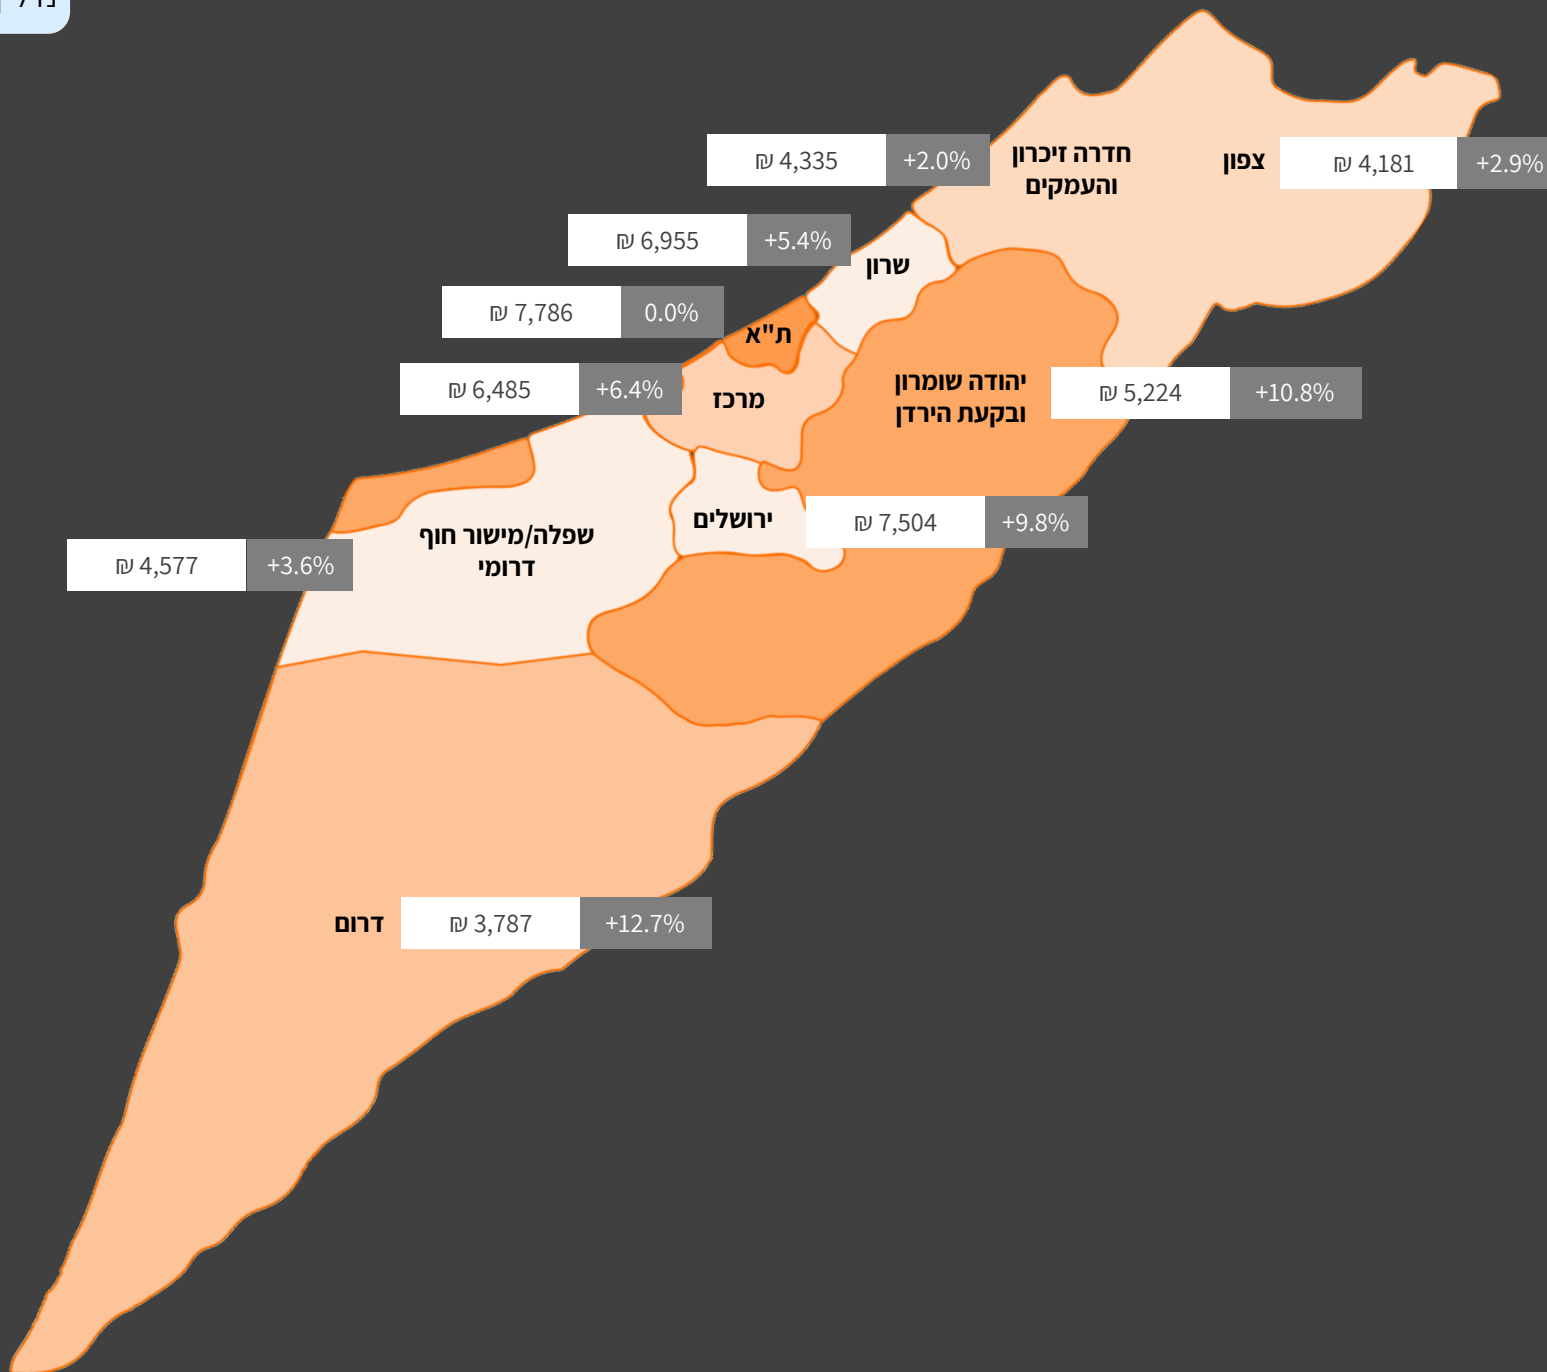 חדרה זיכרון
והעמקים
₪ 4,335 +2.0%
צפון ₪ 4,181 +2.9%
שרון ₪ 6,955 +5.4%
ת"א ₪ 7,786 0.0%
מרכז ₪ 6,485 +6.4%
יהודה שומרון
ובקעת הירדן
₪ 5,224 +10.8%
ירושלים ₪ 7,504 +9.8%
שפלה/מישור חוף
דרומי
₪ 4,577 +3.6%
דרום ₪ 3,787 +12.7%